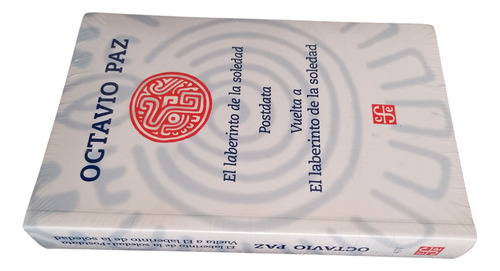 OCTAVIO PAZ
El laberinto de la soledad
Postdata
Vuelta a
El laberinto de la soledad
El laberinto de la soledad • Postdata
Vuelta a El laberinto de la soledad
OCTAVIO PAZ